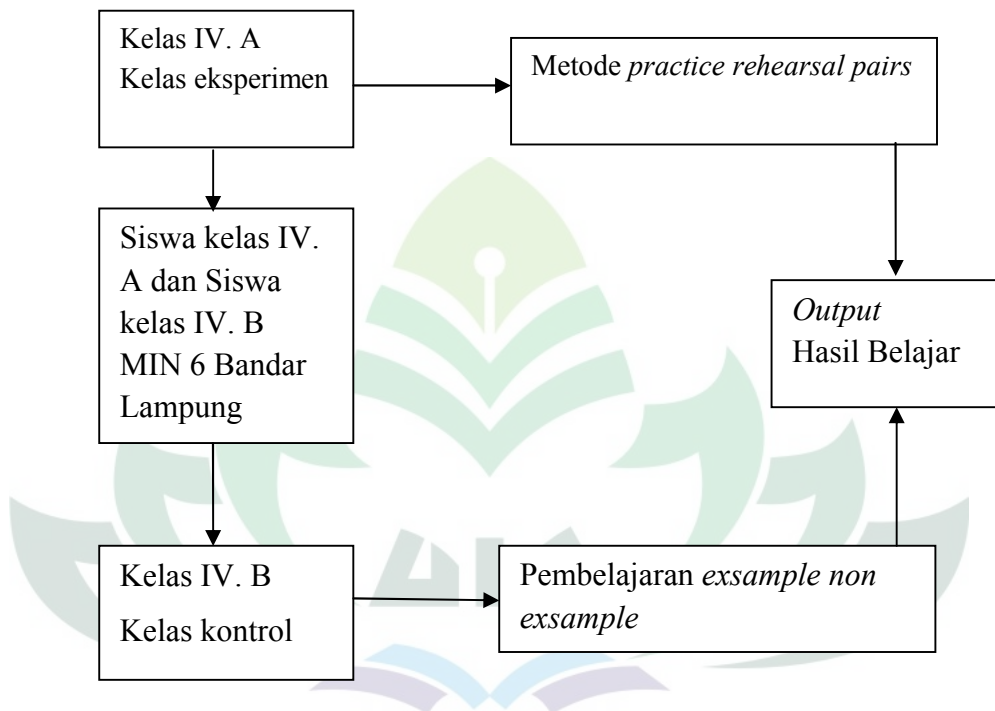 Kelas IV. A
Kelas eksperimen
Metode practice rehearsal pairs
Siswa kelas IV.
A dan Siswa
kelas IV. B
MIN 6 Bandar
Lampung
Output
Hasil Belajar
Kelas IV. B
Kelas kontrol
Pembelajaran exsample non
exsample